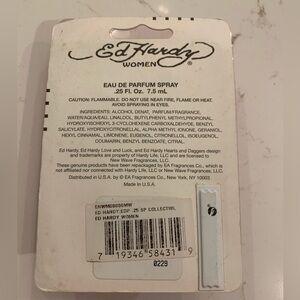 Ed Hardy
WOMEN
EAU DE PARFUM SPRAY
.25 FL Oz. 7.5 mL
CAUTION: FLAMMABLE. DO NOT USE NEAR FIRE, FLAME OR HEAT.
AVOID SPRAYING IN EYES.
INGREDIENTS: ALCOHOL DENAT, PARFUM/FRAGRANCE,
WATER/AQUA/EAU, LINALOOL, BUTYLPHENYL METHYLPROPIONAL,
HYDROXYISOHEXYL 3-CYCLOHEXENE CARBOXALDEHYDE, BENZYL
SALICYLATE, HYDROXYCITRONELLAL, ALPHA METHYL IONONE, GERANIOL,
HEXYL CINNAMAL, LIMONENE, EUGENOL, CITRONELLOL, ISOEUGENOL,
COUMARIN, BENZYL BENZOATE, CITRAL.
Ed Hardy, Ed Hardy Love and Luck, and Ed Hardy Hearts and Daggers design
and trademarks are property of Hardy Life, LLC and are licensed to
New Wave Fragrances, LLC.
These genuine products have been repackaged by EA Fragrances Co., which is
not affiliated nor connected with Hardy Life, LLC or New Wave Fragrances, LLC.
Distributed in U.S.A. by © EA Fragrances Co., New York, NY 10003
Made in U.S.A.
ED HARDY:EDP .25 SP COLLECTIBL
ED HARDY WOMEN
7 19346 58431 9
0229